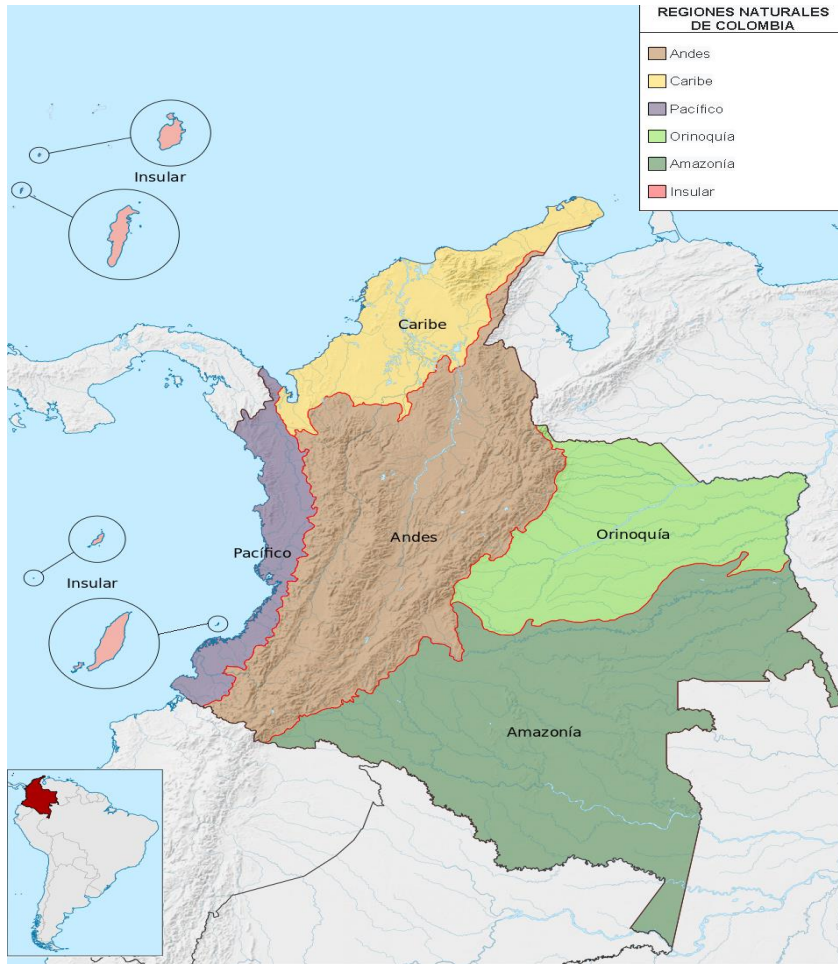 REGIONES NATURALES
DE COLOMBIA
Andes
Caribe
Pacífico
Orinoquía
Amazonía
Insular
Insular
Caribe
Orinoquía
Andes
Pacífico
Insular
Amazonía